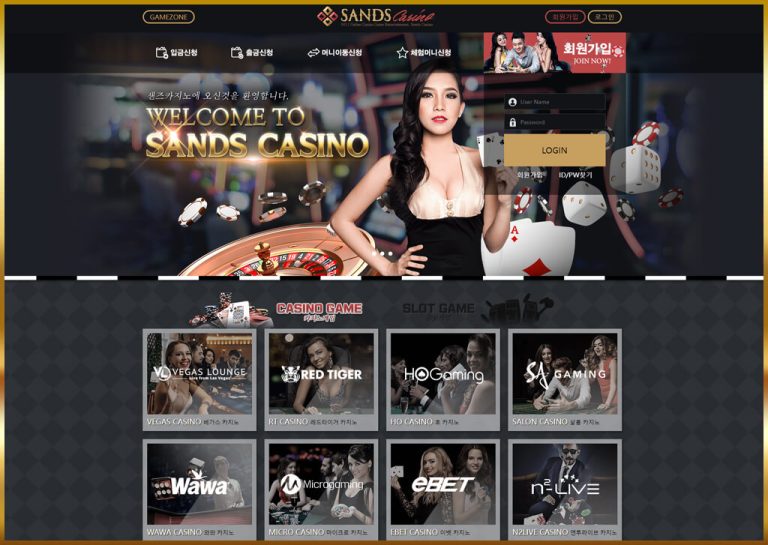 GAMEZONE
SANDS Casino
회원가입
로그인
입금신청
출금신청
머니이동신청
체험머니신청
회원가입
JOIN NOW!
샌즈카지노에 오신것을 환영합니다.
WELCOME TO
SANDS CASINO
User Name
Password
LOGIN
회원가입
ID/PW찾기
A
CASINO GAME
카지노게임
SLOT GAME
VL VEGAS LOUNGE
Live from Las Vegas!
RED TIGER
HOGaming
SA GAMING
VEGAS CASINO 베가스 카지노
RT CASINO 레드타이거 카지노
HO CASINO 호 카지노
SALON CASINO 살롱 카지노
WaWa
Microgaming
eBET
n2-LIVE
WAWA CASINO 와와 카지노
MICRO CASINO 마이크로 카지노
EBET CASINO 이벳 카지노
N2LIVE CASINO 엔투라이브 카지노